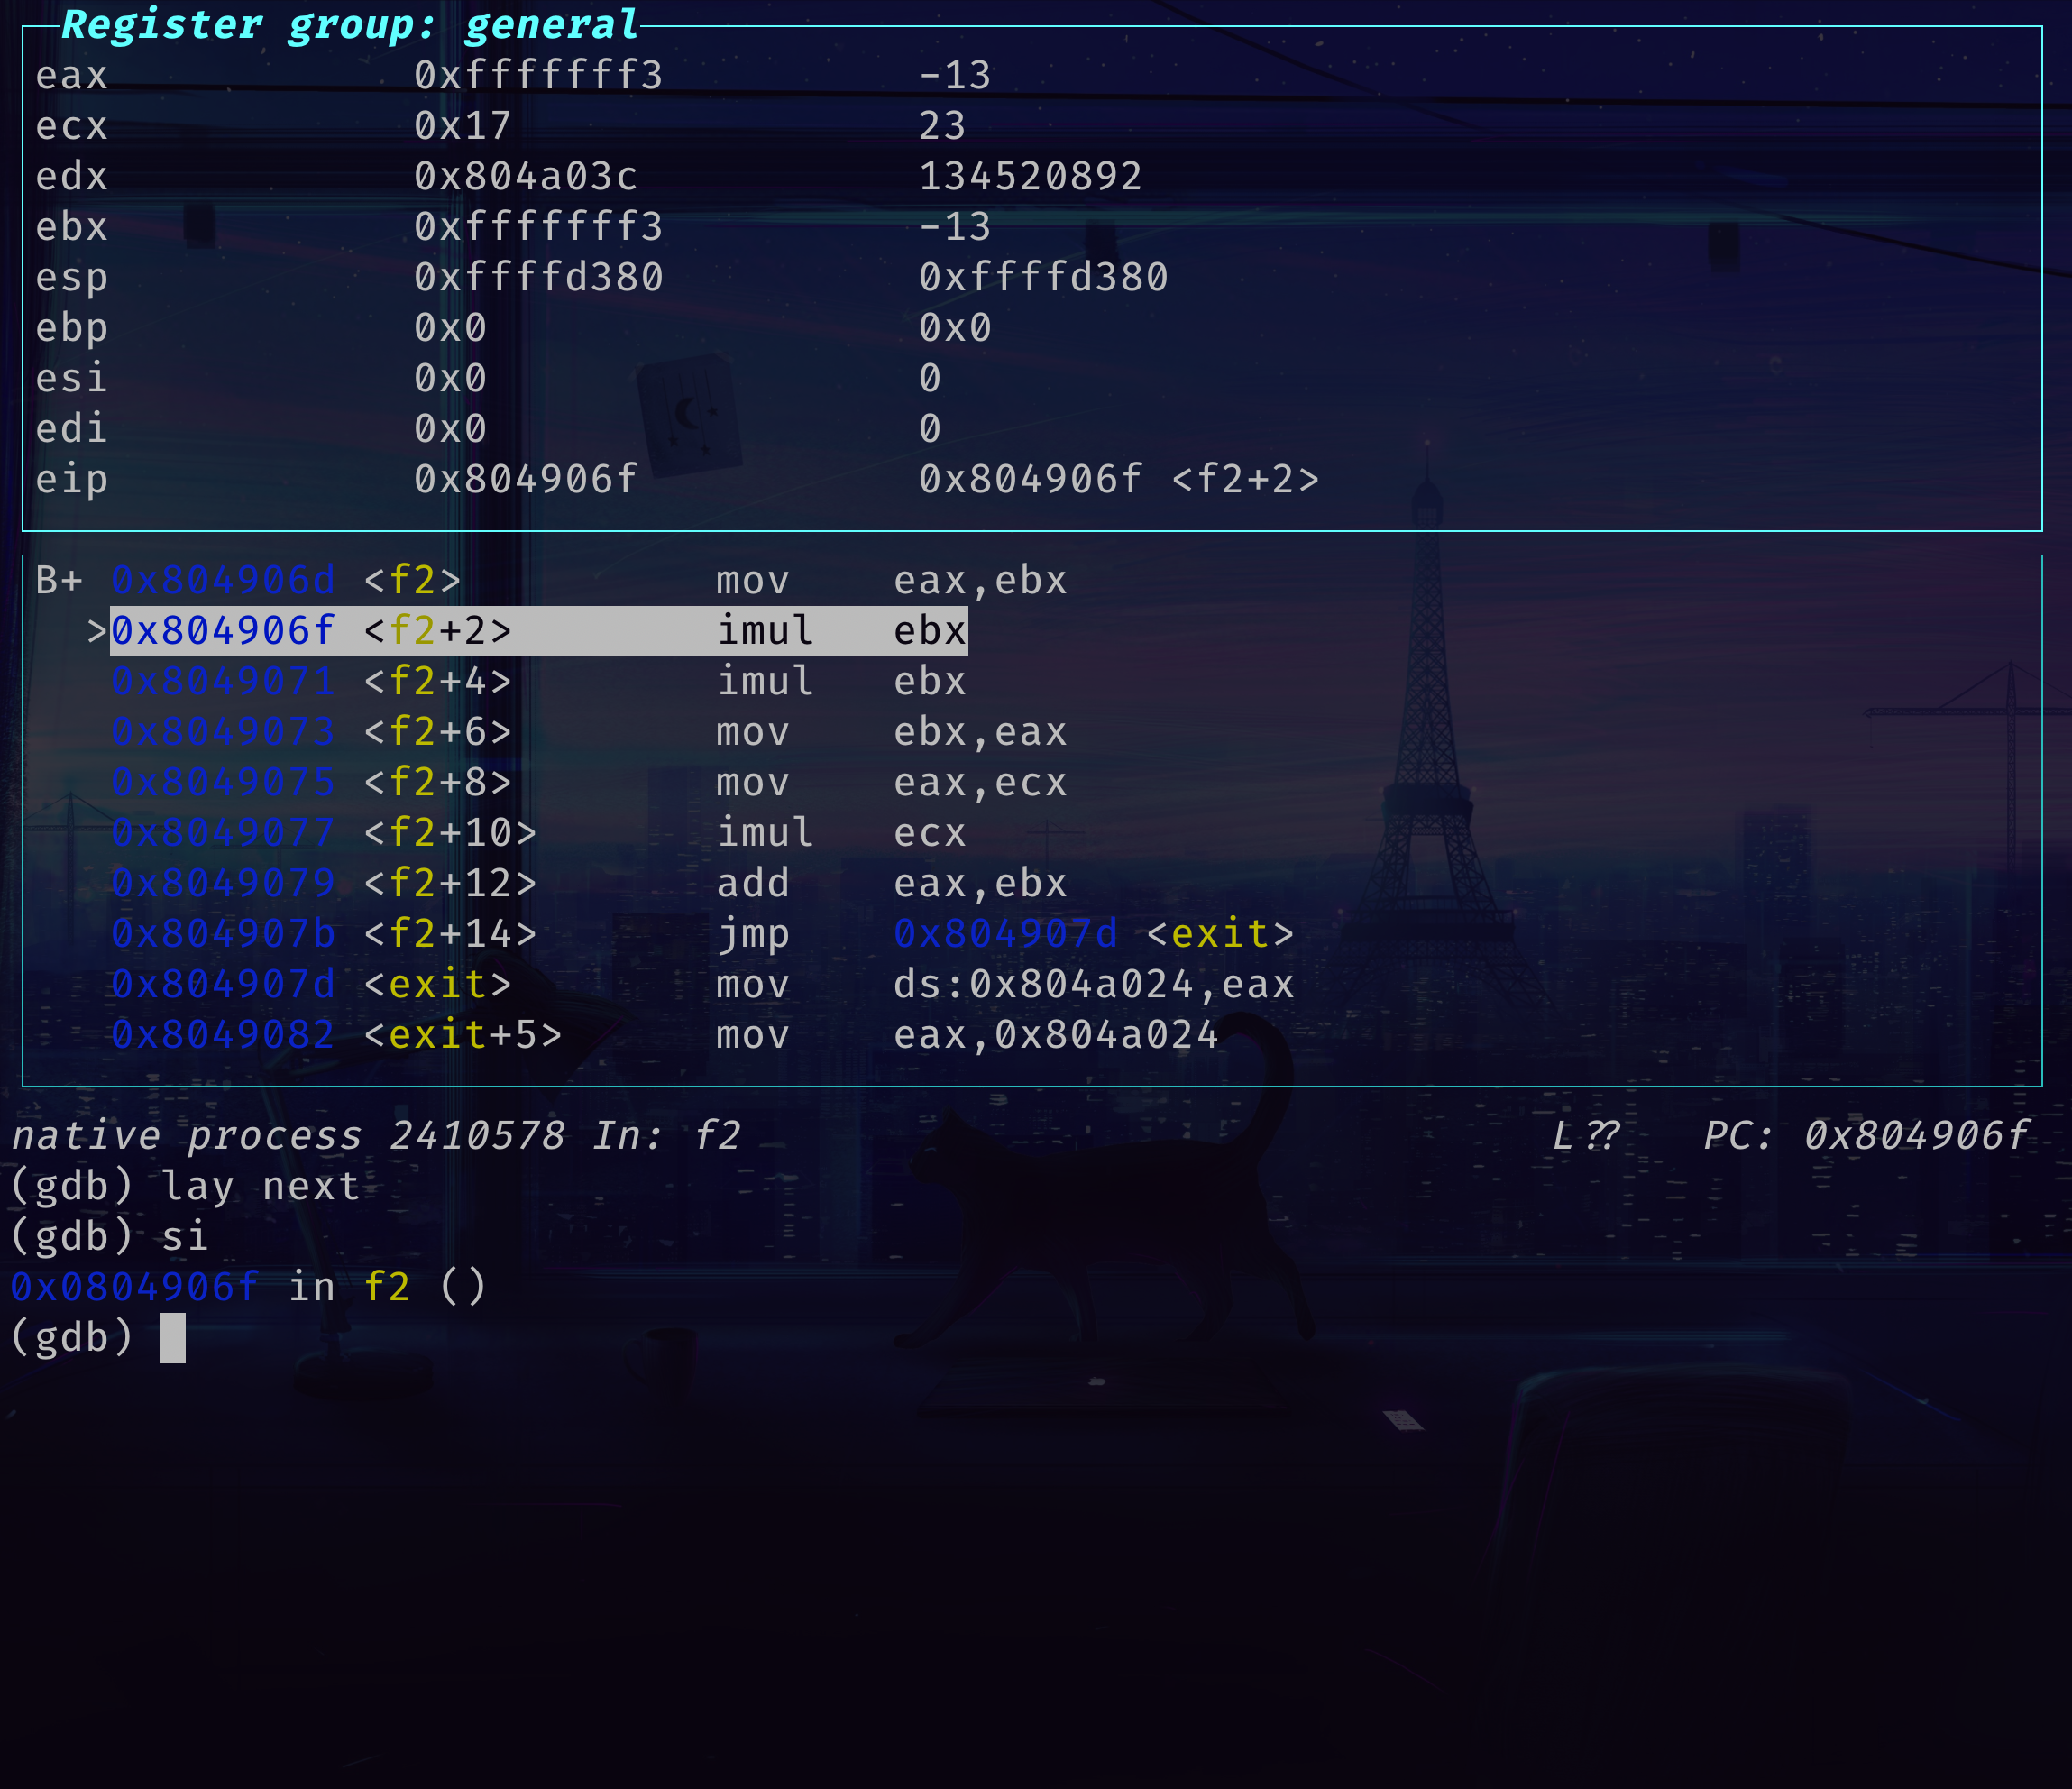 Register group: general
eax 0xfffffff3 -13
ecx 0x17 23
edx 0x804a03c 134520892
ebx 0xfffffff3 -13
esp 0xffffd380 0xffffd380
ebp 0x0 0x0
esi 0x0 0
edi 0x0 0
eip 0x804906f 0x804906f <f2+2>
B+ 0x804906d <f2> mov eax,ebx
>0x804906f <f2+2> imul ebx
0x8049071 <f2+4> imul ebx
0x8049073 <f2+6> mov ebx,eax
0x8049075 <f2+8> mov eax,ecx
0x8049077 <f2+10> imul ecx
0x8049079 <f2+12> add eax,ebx
0x804907b <f2+14> jmp 0x804907d <exit>
0x804907d <exit> mov ds:0x804a024,eax
0x8049082 <exit+5> mov eax,0x804a024
native process 2410578 In: f2 L?? PC: 0x804906f
(gdb) lay next
(gdb) si
0x0804906f in f2 ()
(gdb)